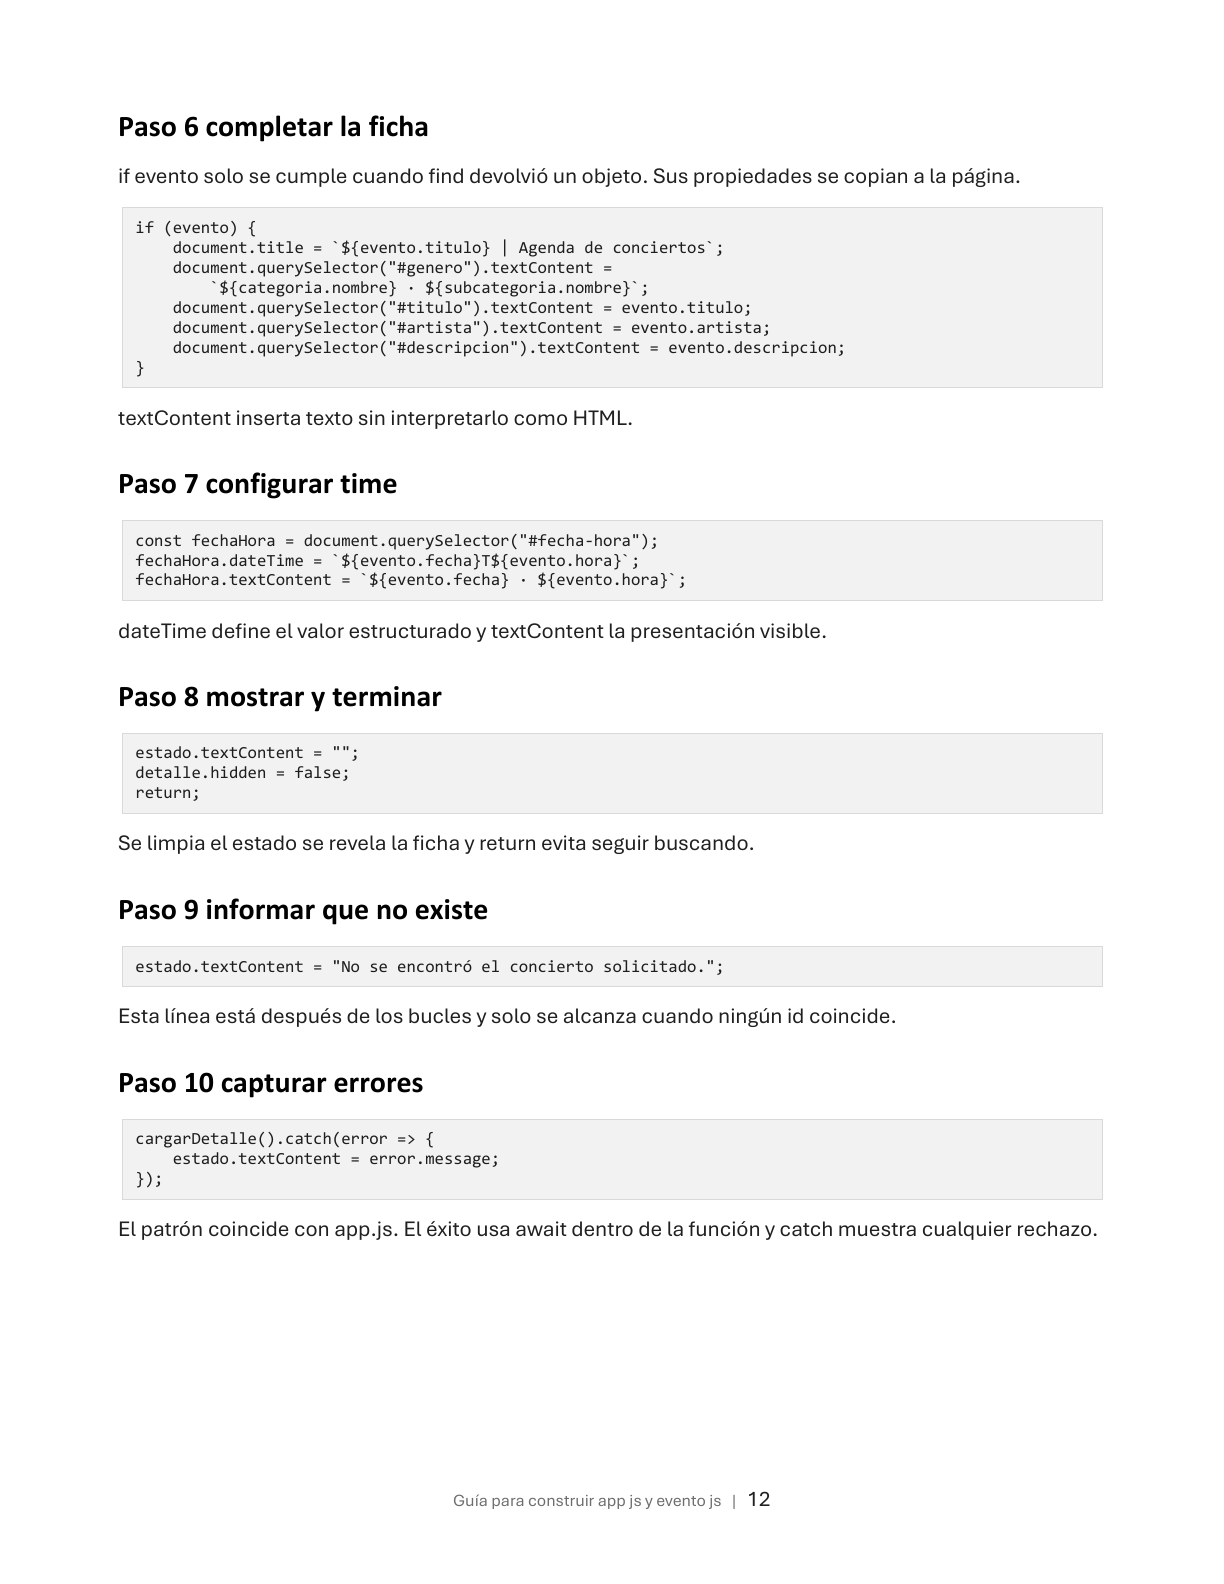 Paso 6 completar la ficha
if evento solo se cumple cuando find devolvió un objeto. Sus propiedades se copian a la página.
if (evento) {
    document.title = `${evento.titulo} | Agenda de conciertos`;
    document.querySelector("#genero").textContent =
        `${categoria.nombre} · ${subcategoria.nombre}`;
    document.querySelector("#titulo").textContent = evento.titulo;
    document.querySelector("#artista").textContent = evento.artista;
    document.querySelector("#descripcion").textContent = evento.descripcion;
}
textContent inserta texto sin interpretarlo como HTML.
Paso 7 configurar time
const fechaHora = document.querySelector("#fecha-hora");
fechaHora.dateTime = `${evento.fecha}T${evento.hora}`;
fechaHora.textContent = `${evento.fecha} · ${evento.hora}`;
dateTime define el valor estructurado y textContent la presentación visible.
Paso 8 mostrar y terminar
estado.textContent = "";
detalle.hidden = false;
return;
Se limpia el estado se revela la ficha y return evita seguir buscando.
Paso 9 informar que no existe
estado.textContent = "No se encontró el concierto solicitado.";
Esta línea está después de los bucles y solo se alcanza cuando ningún id coincide.
Paso 10 capturar errores
cargarDetalle().catch(error => {
    estado.textContent = error.message;
});
El patrón coincide con app.js. El éxito usa await dentro de la función y catch muestra cualquier rechazo.
Guía para construir app js y evento js | 12